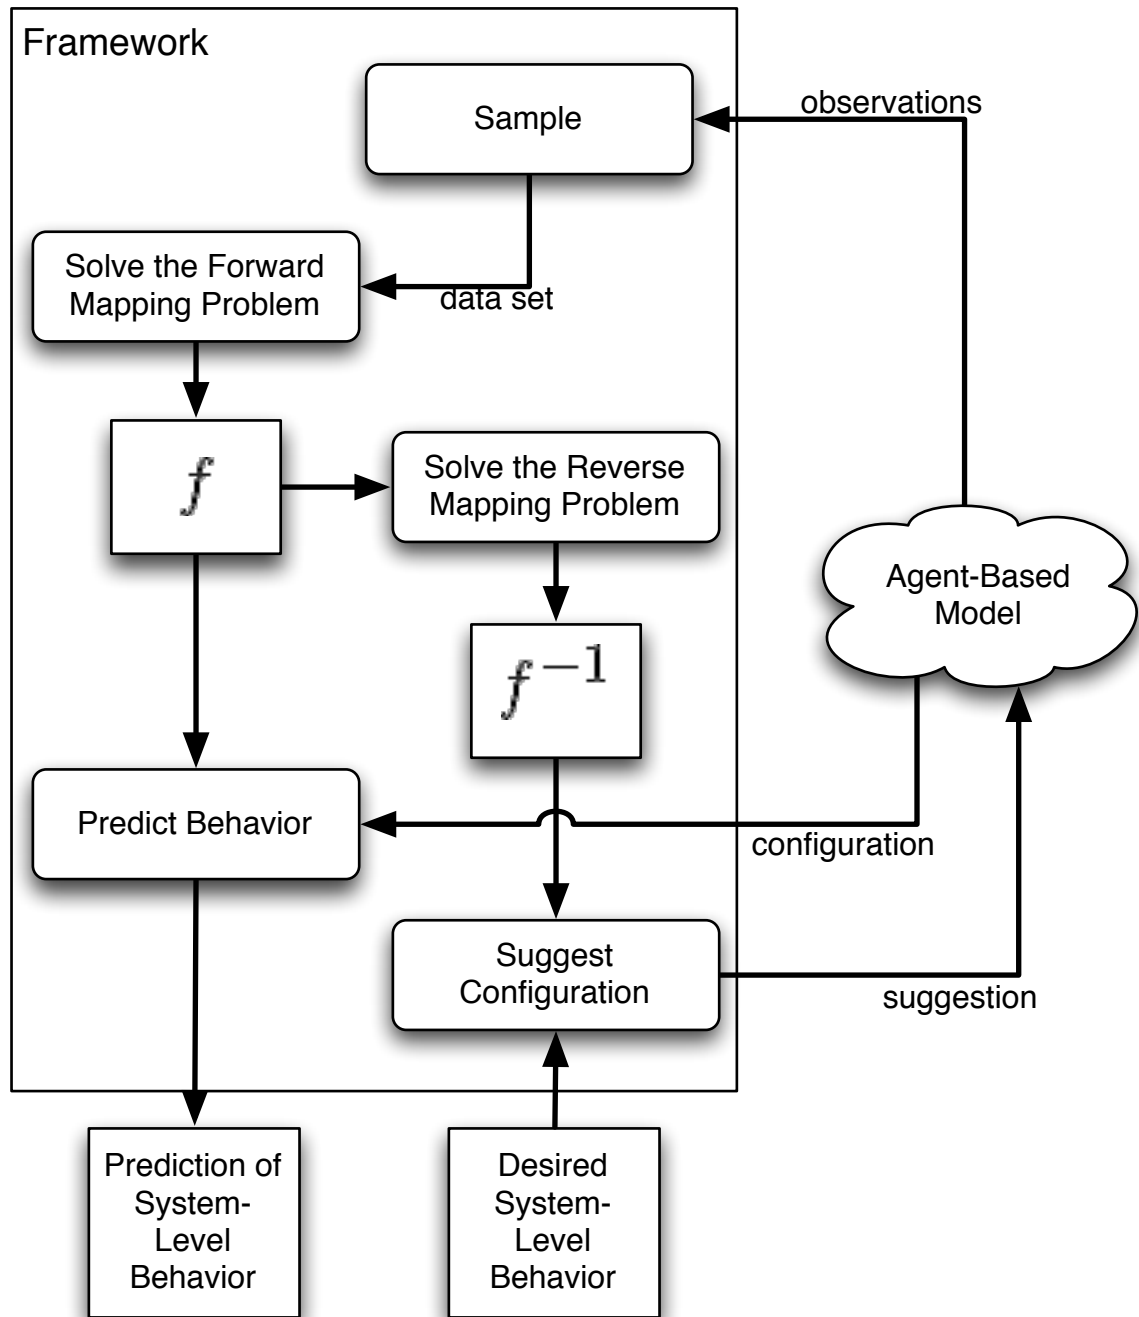 Framework
Sample
observations
Solve the Forward
Mapping Problem
data set
f
Solve the Reverse
Mapping Problem
f⁻¹
Agent-Based
Model
Predict Behavior
configuration
Suggest
Configuration
suggestion
Prediction of
System-
Level
Behavior
Desired
System-
Level
Behavior